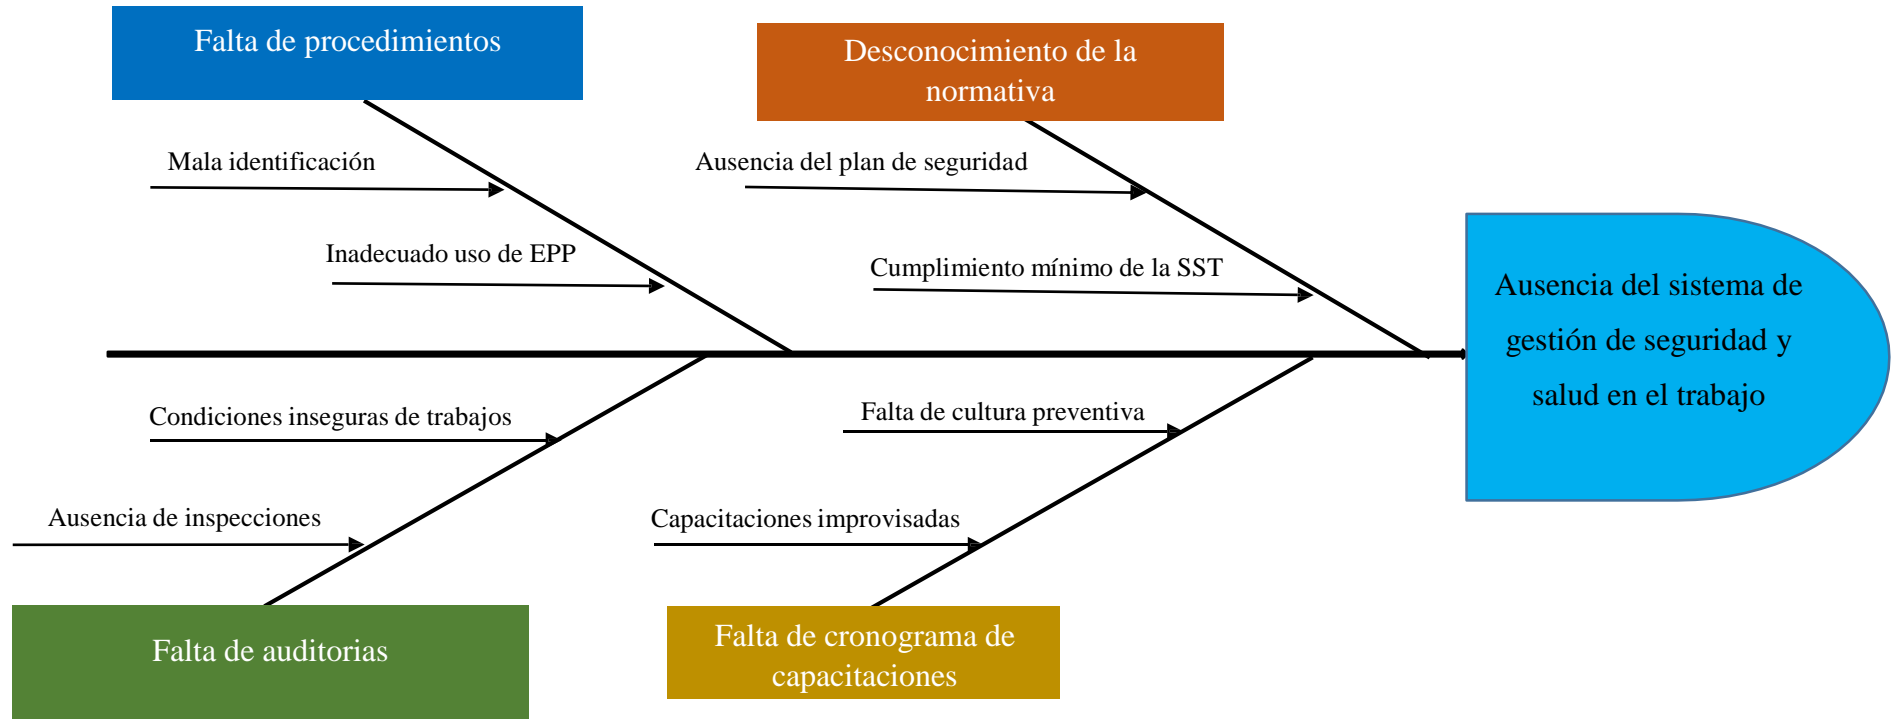 Falta de procedimientos
Desconocimiento de la
normativa
Mala identificación
Ausencia del plan de seguridad
Inadecuado uso de EPP
Cumplimiento mínimo de la SST
Ausencia del sistema de
gestión de seguridad y
salud en el trabajo
Condiciones inseguras de trabajos
Falta de cultura preventiva
Ausencia de inspecciones
Capacitaciones improvisadas
Falta de auditorias
Falta de cronograma de
capacitaciones